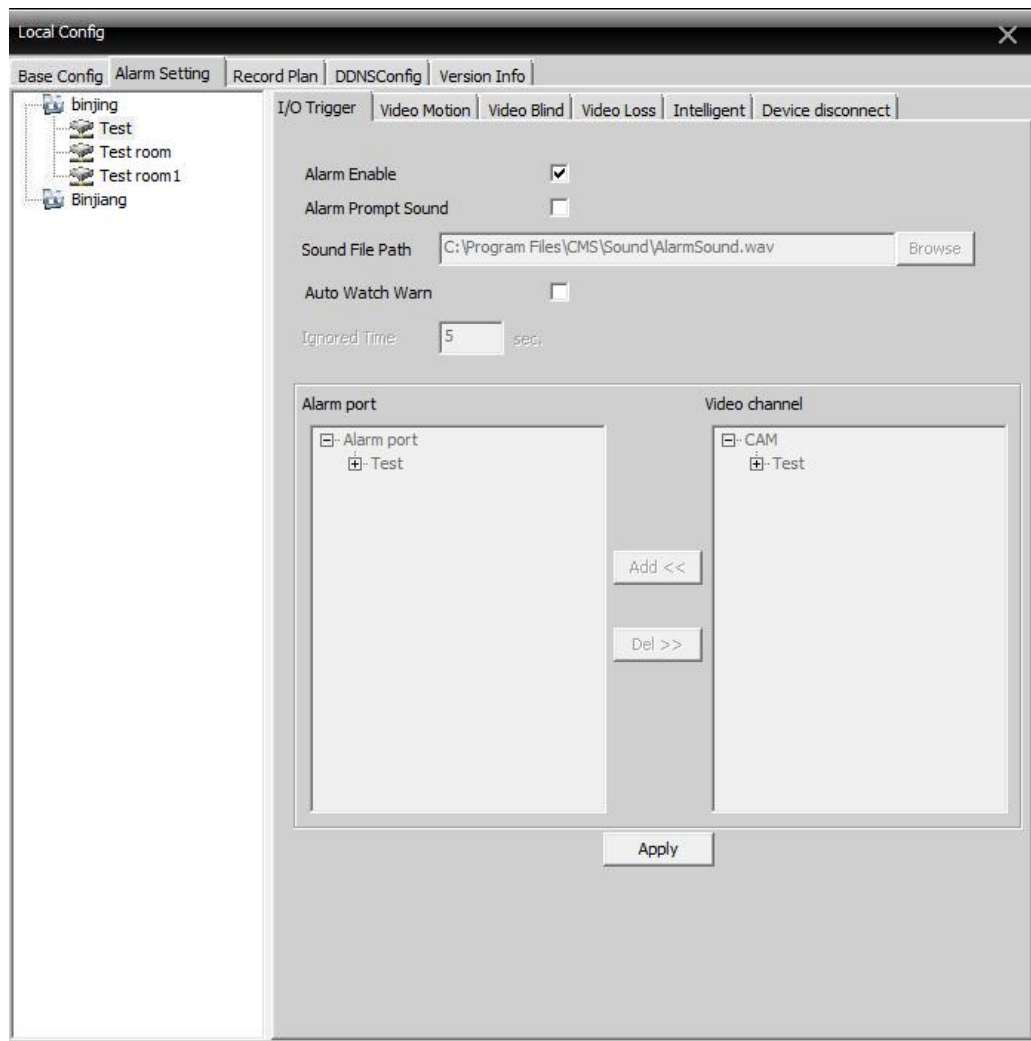 Local Config
Base Config Alarm Setting Record Plan DDNSConfig Version Info
binjing
Test
Test room
Test room1
Binjiang
I/O Trigger Video Motion Video Blind Video Loss Intelligent Device disconnect
Alarm Enable
Alarm Prompt Sound
Sound File Path C:\Program Files\CMS\Sound\AlarmSound.wav Browse
Auto Watch Warn
Ignored Time 5 sec.
Alarm port Video channel
Alarm port CAM
Test Test
Add <<
Del >>
Apply